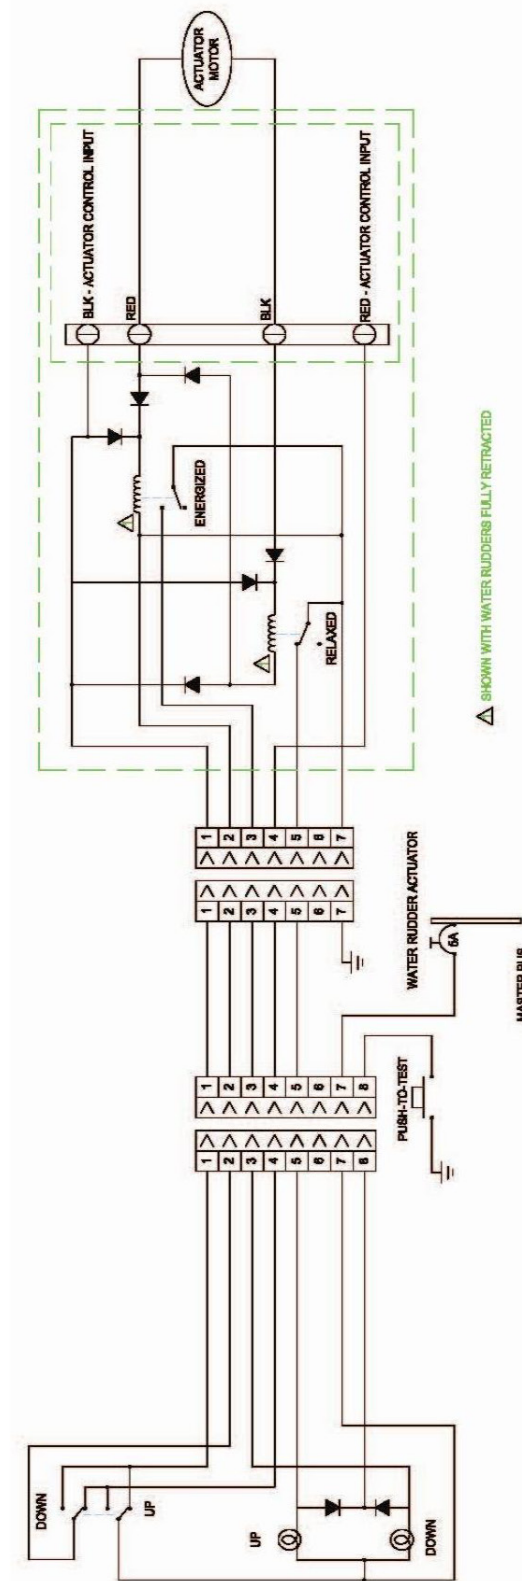 ACTUATOR
MOTOR
BLK - ACTUATOR CONTROL INPUT
RED
BLK
RED - ACTUATOR CONTROL INPUT
ENERGIZED
RELAXED
SHOWN WITH WATER RUDDERS FULLY RETRACTED
1
2
3
4
5
6
7
1
2
3
4
5
6
7
WATER RUDDER ACTUATOR
5A
MASTER BUS
1
2
3
4
5
6
7
8
PUSH-TO-TEST
1
2
3
4
5
6
7
8
DOWN
UP
UP
DOWN